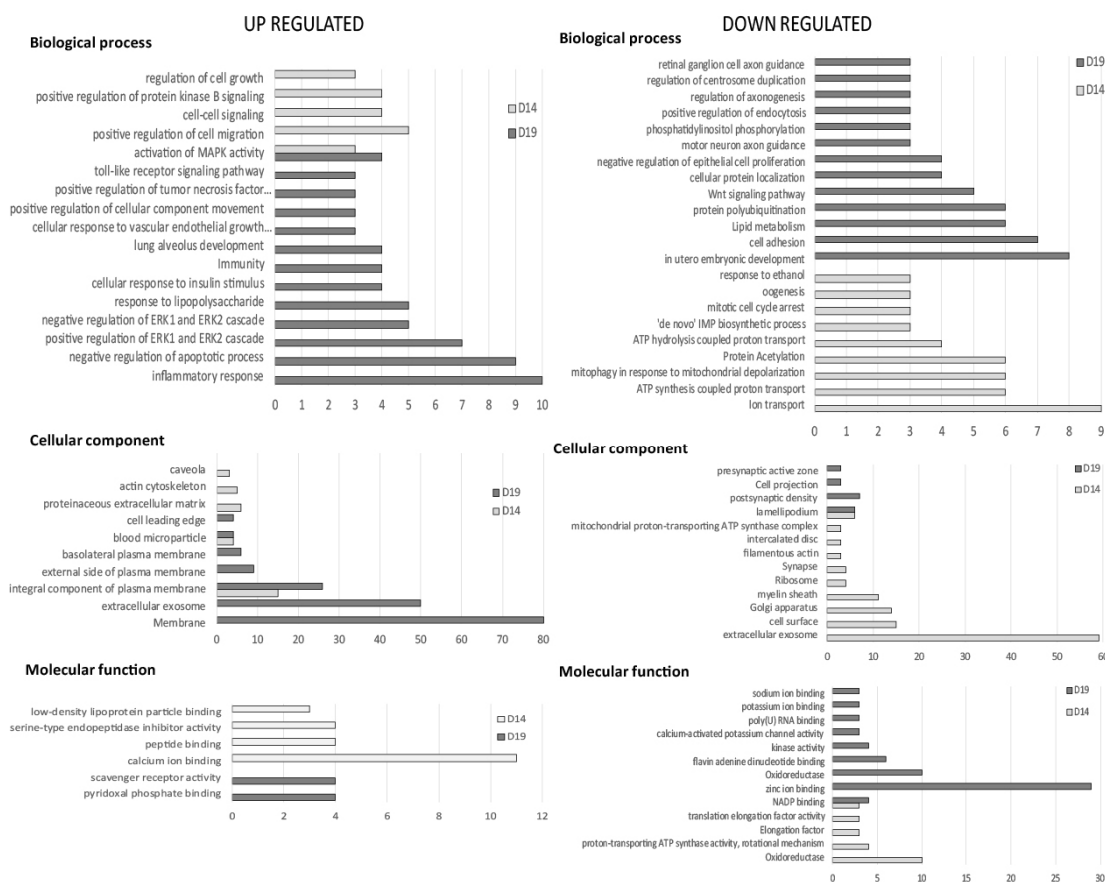 UP REGULATED
Biological process
regulation of cell growth
positive regulation of protein kinase B signaling
cell-cell signaling
positive regulation of cell migration
activation of MAPK activity
toll-like receptor signaling pathway
positive regulation of tumor necrosis factor...
positive regulation of cellular component movement
cellular response to vascular endothelial growth...
lung alveolus development
Immunity
cellular response to insulin stimulus
response to lipopolysaccharide
negative regulation of ERK1 and ERK2 cascade
positive regulation of ERK1 and ERK2 cascade
negative regulation of apoptotic process
inflammatory response
0 1 2 3 4 5 6 7 8 9 10
D14
D19
Cellular component
caveola
actin cytoskeleton
proteinaceous extracellular matrix
cell leading edge
blood microparticle
basolateral plasma membrane
external side of plasma membrane
integral component of plasma membrane
extracellular exosome
Membrane
0 10 20 30 40 50 60 70 80
D19
D14
Molecular function
low-density lipoprotein particle binding
serine-type endopeptidase inhibitor activity
peptide binding
calcium ion binding
scavenger receptor activity
pyridoxal phosphate binding
0 2 4 6 8 10 12
D14
D19
DOWN REGULATED
Biological process
retinal ganglion cell axon guidance
regulation of centrosome duplication
regulation of axonogenesis
positive regulation of endocytosis
phosphatidylinositol phosphorylation
motor neuron axon guidance
negative regulation of epithelial cell proliferation
cellular protein localization
Wnt signaling pathway
protein polyubiquitination
Lipid metabolism
cell adhesion
in utero embryonic development
response to ethanol
oogenesis
mitotic cell cycle arrest
'de novo' IMP biosynthetic process
ATP hydrolysis coupled proton transport
Protein Acetylation
mitophagy in response to mitochondrial depolarization
ATP synthesis coupled proton transport
Ion transport
0 1 2 3 4 5 6 7 8 9
D19
D14
Cellular component
presynaptic active zone
Cell projection
postsynaptic density
lamellipodium
mitochondrial proton-transporting ATP synthase complex
intercalated disc
filamentous actin
Synapse
Ribosome
myelin sheath
Golgi apparatus
cell surface
extracellular exosome
0 10 20 30 40 50 60
D19
D14
Molecular function
sodium ion binding
potassium ion binding
poly(U) RNA binding
calcium-activated potassium channel activity
kinase activity
flavin adenine dinucleotide binding
Oxidoreductase
zinc ion binding
NADP binding
translation elongation factor activity
Elongation factor
proton-transporting ATP synthase activity, rotational mechanism
Oxidoreductase
0 5 10 15 20 25 30
D19
D14